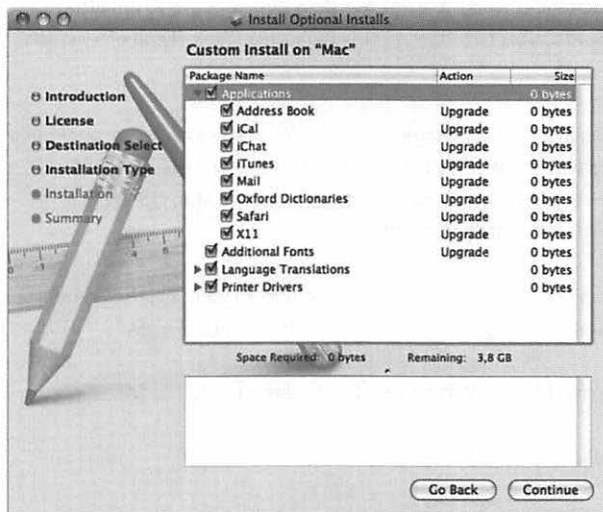 Install Optional Installs
Custom Install on "Mac"
Introduction
License
Destination Select
Installation Type
Installation
Summary
Package Name Action Size
Applications 0 bytes
Address Book Upgrade 0 bytes
iCal Upgrade 0 bytes
iChat Upgrade 0 bytes
iTunes Upgrade 0 bytes
Mail Upgrade 0 bytes
Oxford Dictionaries Upgrade 0 bytes
Safari Upgrade 0 bytes
X11 Upgrade 0 bytes
Additional Fonts Upgrade 0 bytes
Language Translations 0 bytes
Printer Drivers 0 bytes
Space Required: 0 bytes Remaining: 3,8 GB
Go Back Continue